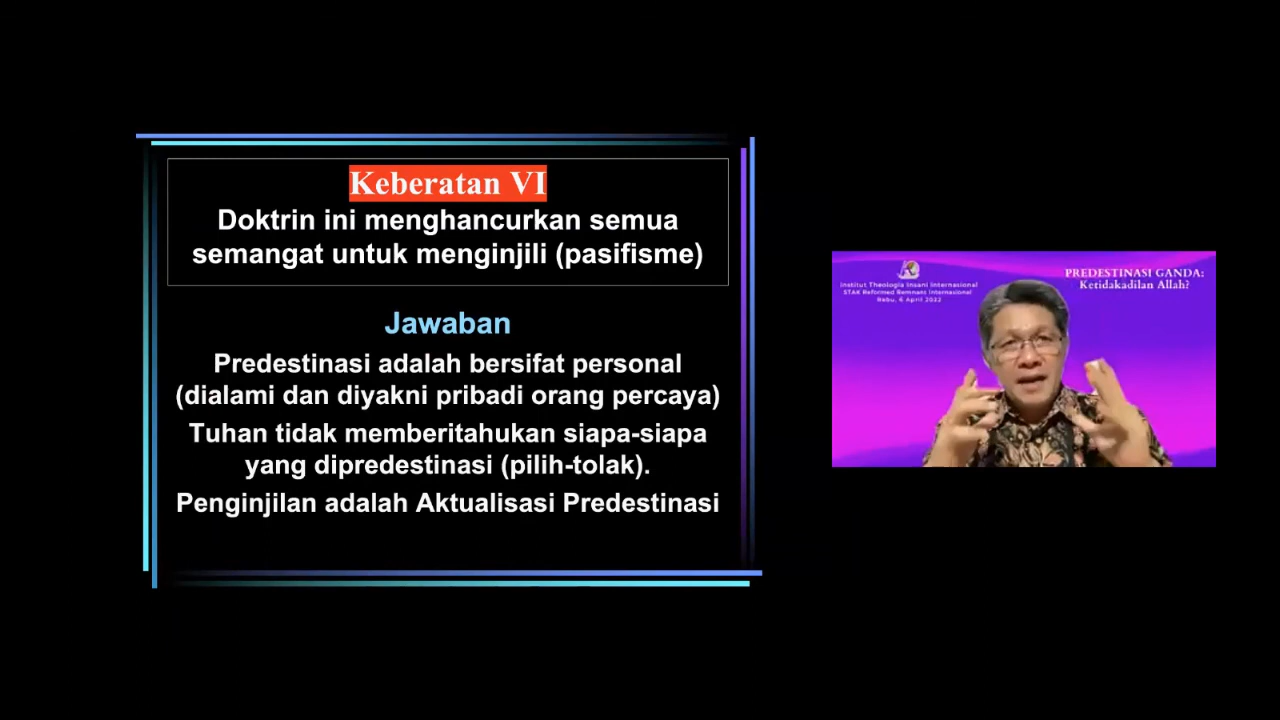 Keberatan VI
Doktrin ini menghancurkan semua
semangat untuk menginjili (pasifisme)
Jawaban
Predestinasi adalah bersifat personal
(dialami dan diyakni pribadi orang percaya)
Tuhan tidak memberitahukan siapa-siapa
yang dipredestinasi (pilih-tolak).
Penginjilan adalah Aktualisasi Predestinasi
Institut Theologia Insani Internasional
STAK Reformed Remnant Internasional
Rabu, 6 April 2022
PREDESTINASI GANDA:
Ketidakadilan Allah?